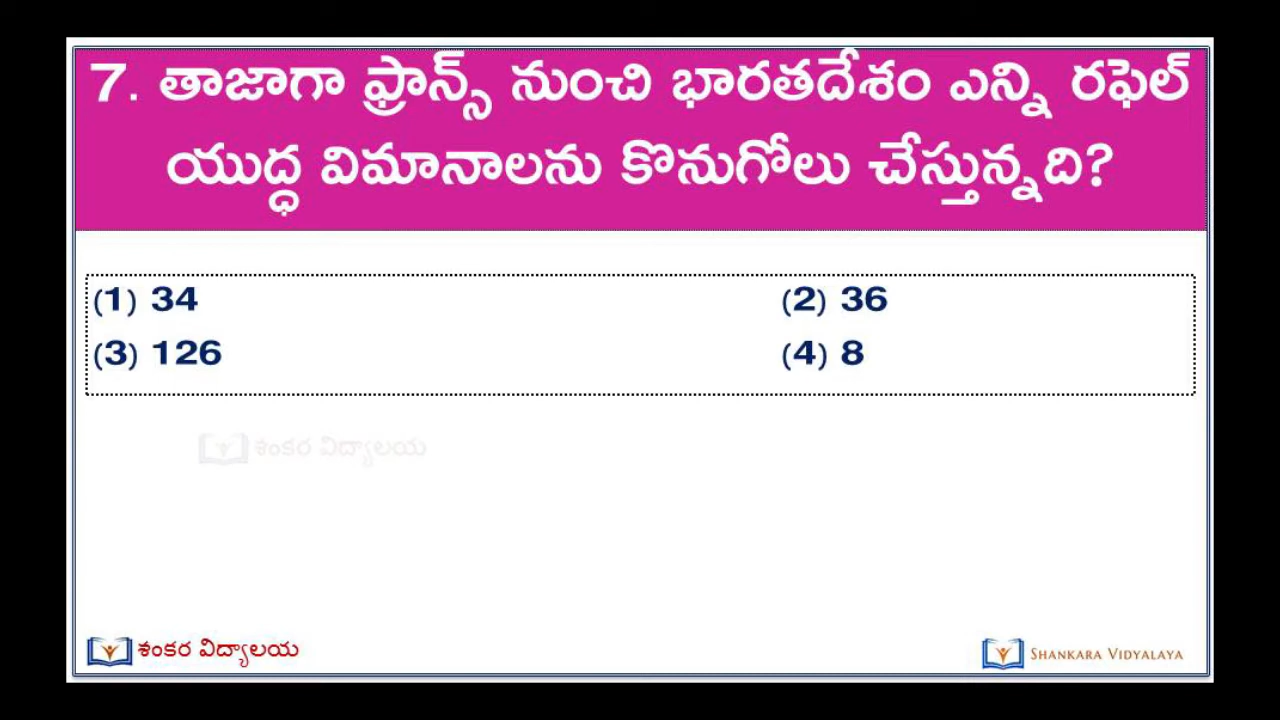 7. తాజాగా ఫ్రాన్స్ నుంచి భారతదేశం ఎన్ని రఫెల్
యుద్ధ విమానాలను కొనుగోలు చేస్తున్నది?
(1) 34 (2) 36
(3) 126 (4) 8
శంకర విద్యాలయ
శంకర విద్యాలయ SHANKARA VIDYALAYA